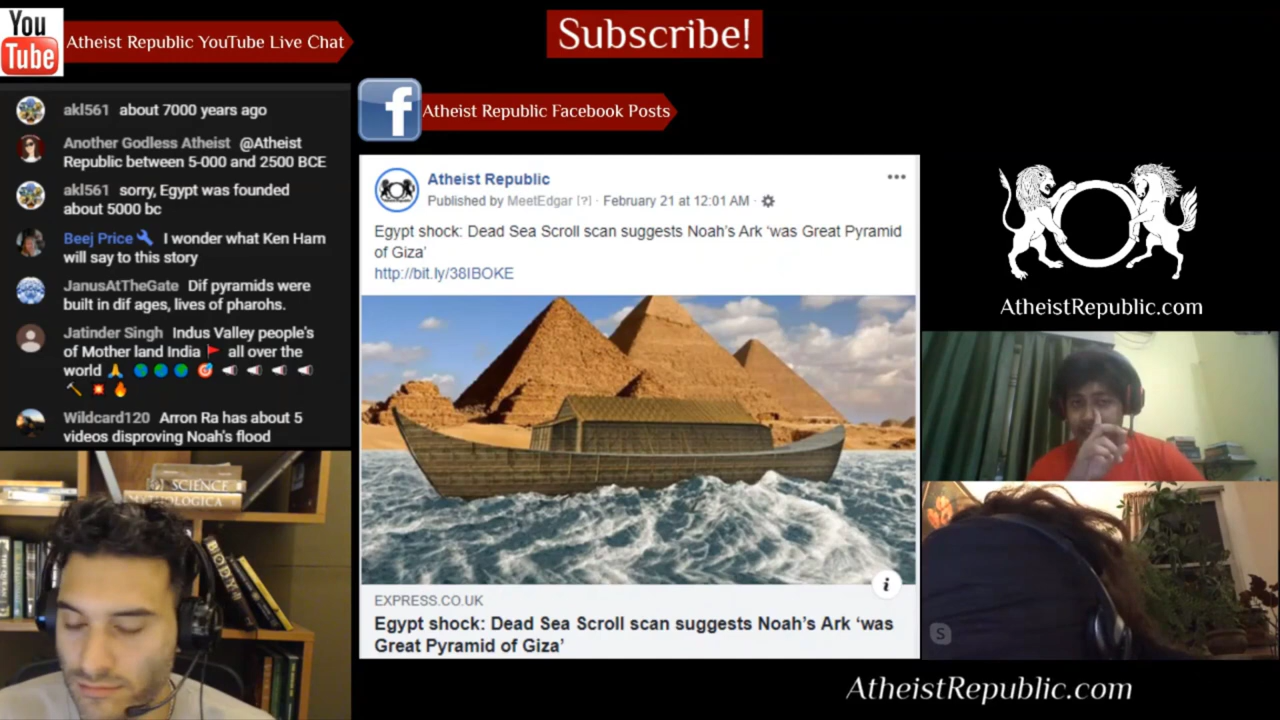 You
Tube
Atheist Republic YouTube Live Chat
Subscribe!
akl561 about 7000 years ago
Another Godless Atheist @Atheist
Republic between 5-000 and 2500 BCE
akl561 sorry, Egypt was founded
about 5000 bc
Beej Price I wonder what Ken Ham
will say to this story
JanusAtTheGate Dif pyramids were
built in dif ages, lives of pharohs.
Jatinder Singh Indus Valley people's
of Mother land India 🚩 all over the
world 🙏 🌏 🌏 🌏 🎯 📢 📢 📢 📢
🔨 💥 🔥
Wildcard120 Arron Ra has about 5
videos disproving Noah's flood
f
Atheist Republic Facebook Posts
Atheist Republic
Published by MeetEdgar [?] · February 21 at 12:01 AM ·
Egypt shock: Dead Sea Scroll scan suggests Noah's Ark 'was Great Pyramid
of Giza'
http://bit.ly/38IBOKE
i
EXPRESS.CO.UK
Egypt shock: Dead Sea Scroll scan suggests Noah's Ark 'was
Great Pyramid of Giza'
AtheistRepublic.com
SCIENCE
S
AtheistRepublic.com